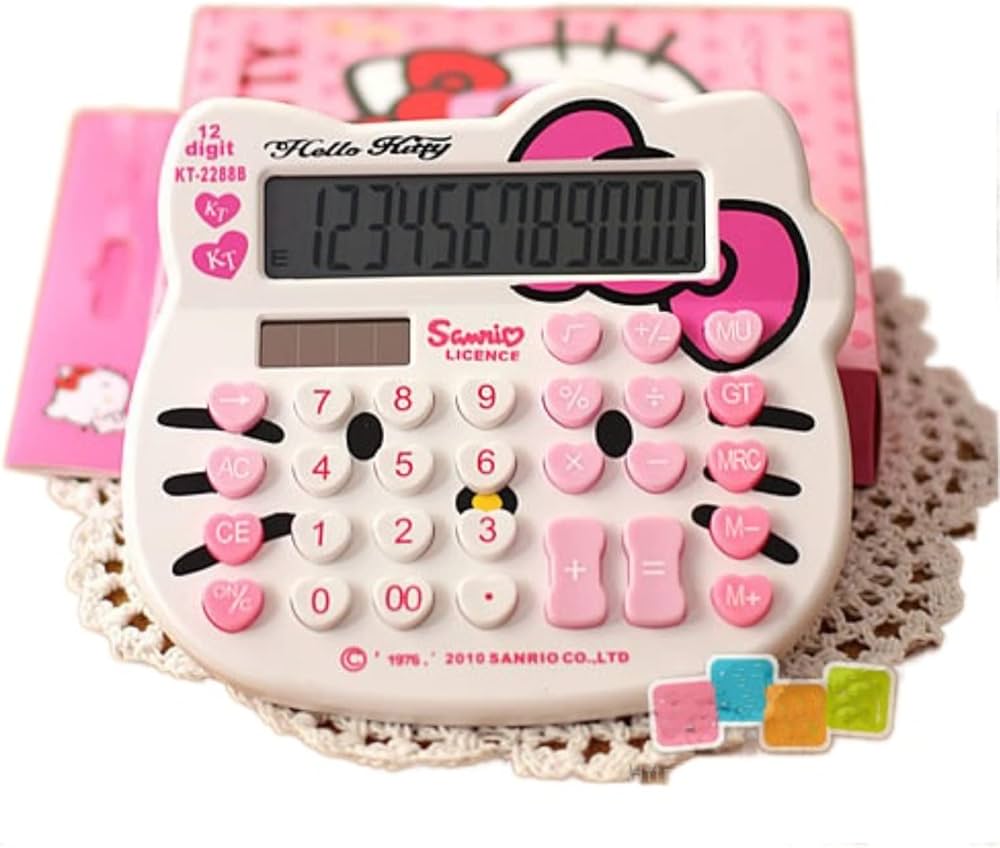 12
digit
KT-2288B
Hello Kitty
KT
KT
E 123456789000.
Sanrio
LICENCE
√ +/− MU
→ 7 8 9 % ÷ GT
AC 4 5 6 × − MRC
CE 1 2 3 + = M−
ON/C 0 00 • M+
© '1976, '2010 SANRIO CO.,LTD